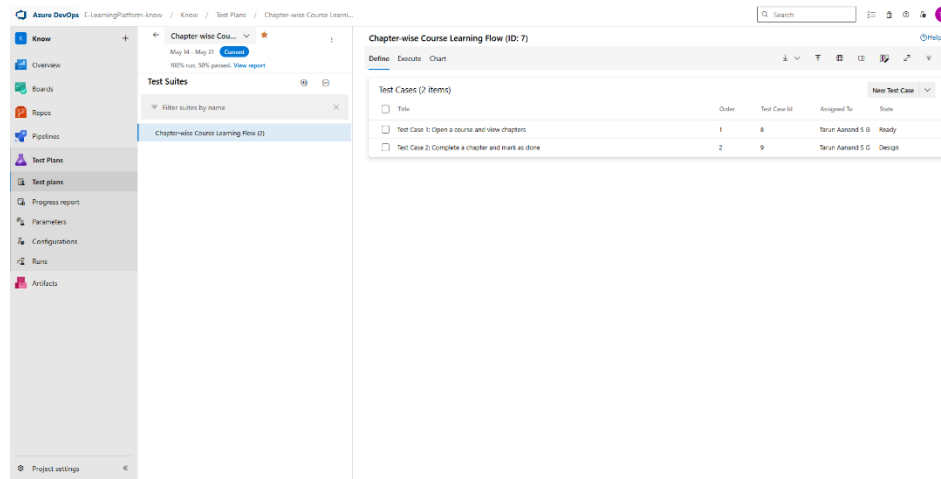 Azure DevOps E-LearningPlatform-know / Know / Test Plans / Chapter-wise Course Learni...
Search
Know +
Overview
Boards
Repos
Pipelines
Test Plans
Test plans
Progress report
Parameters
Configurations
Runs
Artifacts
Project settings
Chapter-wise Cou...
May 14 - May 21 Current
100% run, 50% passed. View report
Test Suites
Filter suites by name
Chapter-wise Course Learning Flow (2)
Chapter-wise Course Learning Flow (ID: 7)
Help
Define Execute Chart
Test Cases (2 items)
New Test Case
Title Order Test Case Id Assigned To State
Test Case 1: Open a course and view chapters 1 8 Tarun Aanand S G Ready
Test Case 2: Complete a chapter and mark as done 2 9 Tarun Aanand S G Design